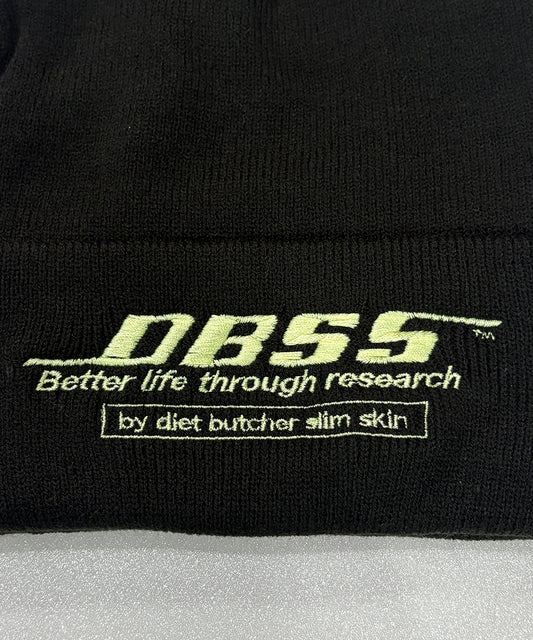 DBSS™
Better life through research
by diet butcher slim skin